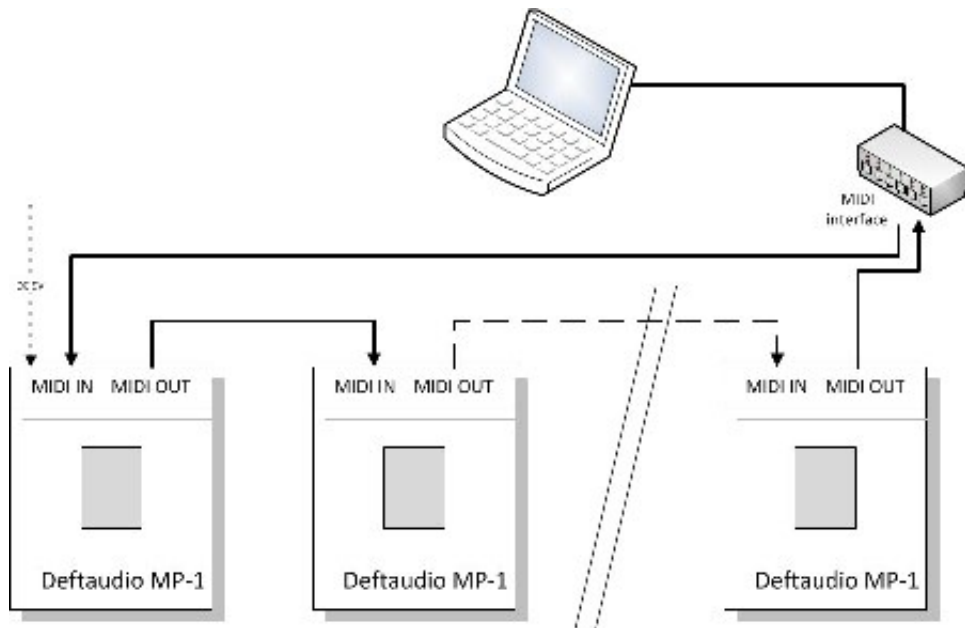 MIDI
interface
MIDI IN MIDI OUT
MIDI IN MIDI OUT
MIDI IN MIDI OUT
Deftaudio MP-1
Deftaudio MP-1
Deftaudio MP-1